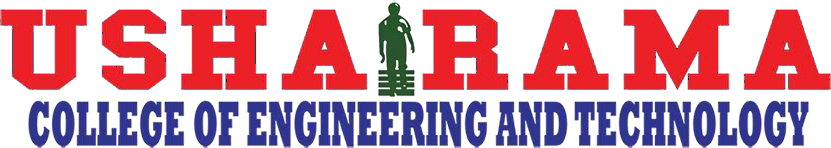 USHA RAMA
COLLEGE OF ENGINEERING AND TECHNOLOGY